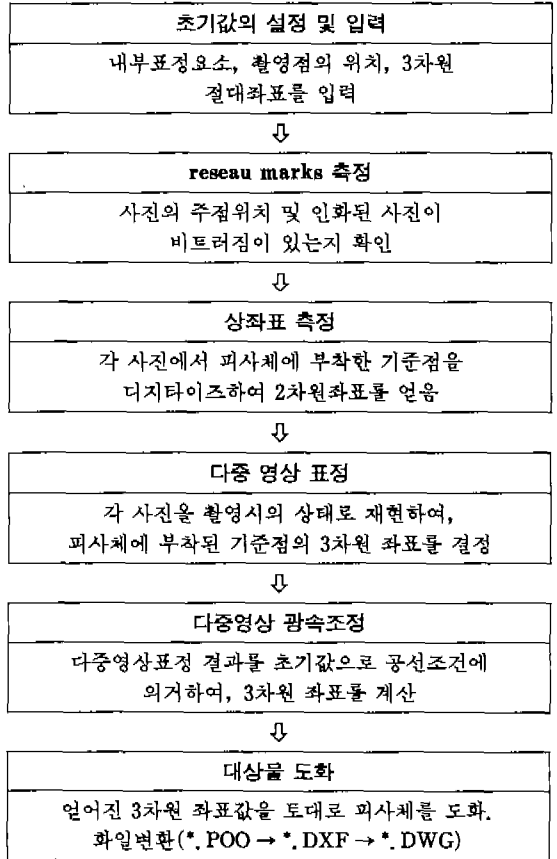 초기값의 설정 및 입력
내부표정요소, 촬영점의 위치, 3차원
절대좌표를 입력
⇩
reseau marks 측정
사진의 주점위치 및 인화된 사진이
비트러짐이 있는지 확인
⇩
상좌표 측정
각 사진에서 피사체에 부착한 기준점을
디지타이즈하여 2차원좌표를 얻음
⇩
다중 영상 표정
각 사진을 촬영시의 상태로 재현하여,
피사체에 부착된 기준점의 3차원 좌표를 결정
⇩
다중영상 광속조정
다중영상표정 결과를 초기값으로 공선조건에
의거하여, 3차원 좌표를 계산
⇩
대상물 도화
얻어진 3차원 좌표값을 토대로 피사체를 도화.
화일변환(*. POO → *. DXF → *. DWG)